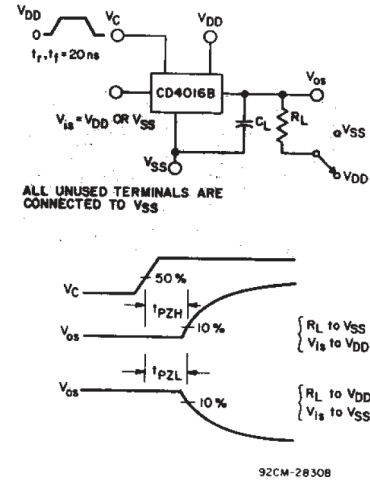 VDD
0
tr, tf = 20 ns
VC
VDD
CD4016B
Vos
Vis = VDD OR VSS
CL
RL
VSS
VDD
VSS
ALL UNUSED TERMINALS ARE
CONNECTED TO VSS
VC
50%
tPZH
Vos
10%
{RL to VSS
Vis to VDD
tPZL
Vos
10%
{RL to VDD
Vis to VSS
92CM-28308